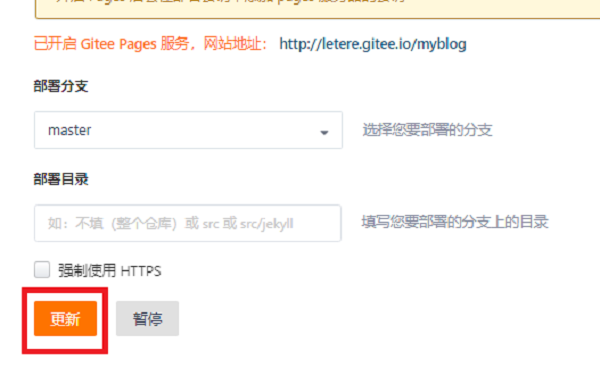 已开启 Gitee Pages 服务，网站地址： http://letere.gitee.io/myblog
部署分支
master 选择您要部署的分支
部署目录
如：不填（整个仓库）或 src 或 src/jekyll 填写您要部署的分支上的目录
强制使用 HTTPS
更新 暂停